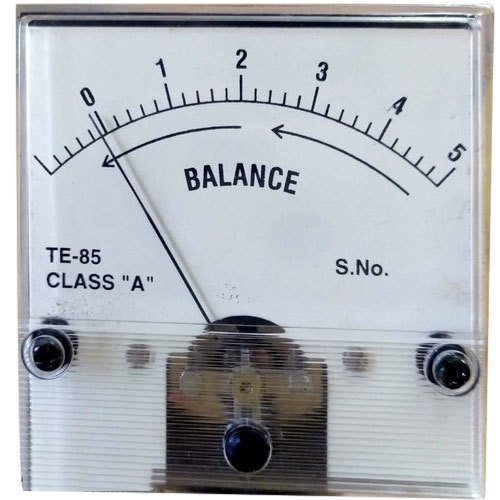 0 1 2 3 4 5
BALANCE
TE-85
CLASS "A"
S.No.